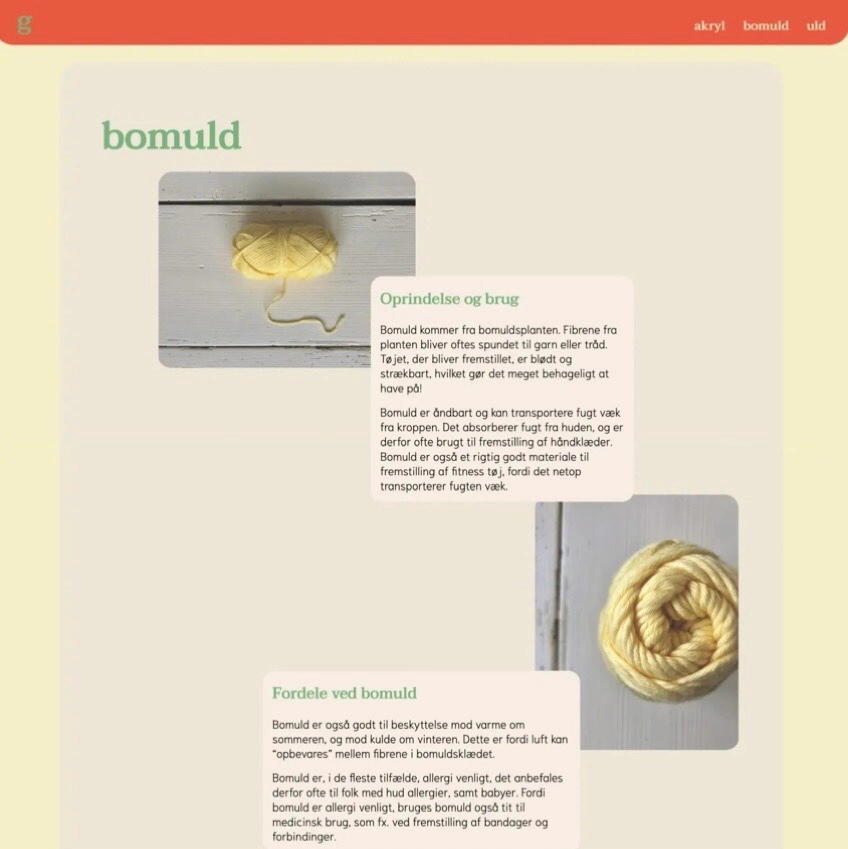 g
akryl bomuld uld
bomuld
Oprindelse og brug
Bomuld kommer fra bomuldsplanten. Fibrene fra
planten bliver oftes spundet til garn eller tråd.
Tøjet, der bliver fremstillet, er blødt og
strækbart, hvilket gør det meget behageligt at
have på!
Bomuld er åndbart og kan transportere fugt væk
fra kroppen. Det absorberer fugt fra huden, og er
derfor ofte brugt til fremstilling af håndklæder.
Bomuld er også et rigtig godt materiale til
fremstilling af fitness tøj, fordi det netop
transporterer fugten væk.
Fordele ved bomuld
Bomuld er også godt til beskyttelse mod varme om
sommeren, og mod kulde om vinteren. Dette er fordi luft kan
“opbevares” mellem fibrene i bomuldsklædet.
Bomuld er, i de fleste tilfælde, allergi venligt, det anbefales
derfor ofte til folk med hud allergier, samt babyer. Fordi
bomuld er allergi venligt, bruges bomuld også tit til
medicinsk brug, som fx. ved fremstilling af bandager og
forbindinger.